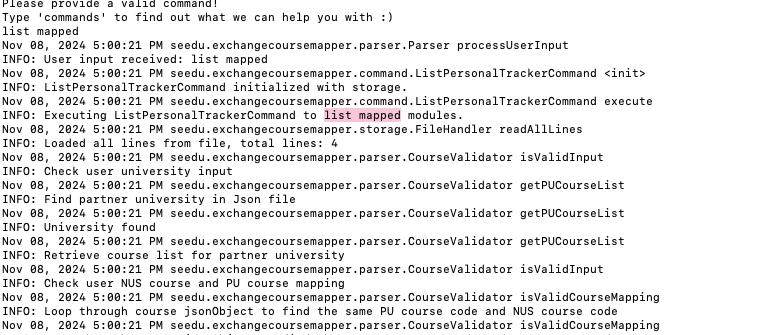 Please provide a valid command!
Type 'commands' to find out what we can help you with :)
list mapped
Nov 08, 2024 5:00:21 PM seedu.exchangecoursemapper.parser.Parser processUserInput
INFO: User input received: list mapped
Nov 08, 2024 5:00:21 PM seedu.exchangecoursemapper.command.ListPersonalTrackerCommand <init>
INFO: ListPersonalTrackerCommand initialized with storage.
Nov 08, 2024 5:00:21 PM seedu.exchangecoursemapper.command.ListPersonalTrackerCommand execute
INFO: Executing ListPersonalTrackerCommand to list mapped modules.
Nov 08, 2024 5:00:21 PM seedu.exchangecoursemapper.storage.FileHandler readAllLines
INFO: Loaded all lines from file, total lines: 4
Nov 08, 2024 5:00:21 PM seedu.exchangecoursemapper.parser.CourseValidator isValidInput
INFO: Check user university input
Nov 08, 2024 5:00:21 PM seedu.exchangecoursemapper.parser.CourseValidator getPUCourseList
INFO: Find partner university in Json file
Nov 08, 2024 5:00:21 PM seedu.exchangecoursemapper.parser.CourseValidator getPUCourseList
INFO: University found
Nov 08, 2024 5:00:21 PM seedu.exchangecoursemapper.parser.CourseValidator getPUCourseList
INFO: Retrieve course list for partner university
Nov 08, 2024 5:00:21 PM seedu.exchangecoursemapper.parser.CourseValidator isValidInput
INFO: Check user NUS course and PU course mapping
Nov 08, 2024 5:00:21 PM seedu.exchangecoursemapper.parser.CourseValidator isValidCourseMapping
INFO: Loop through course jsonObject to find the same PU course code and NUS course code
Nov 08, 2024 5:00:21 PM seedu.exchangecoursemapper.parser.CourseValidator isValidCourseMapping